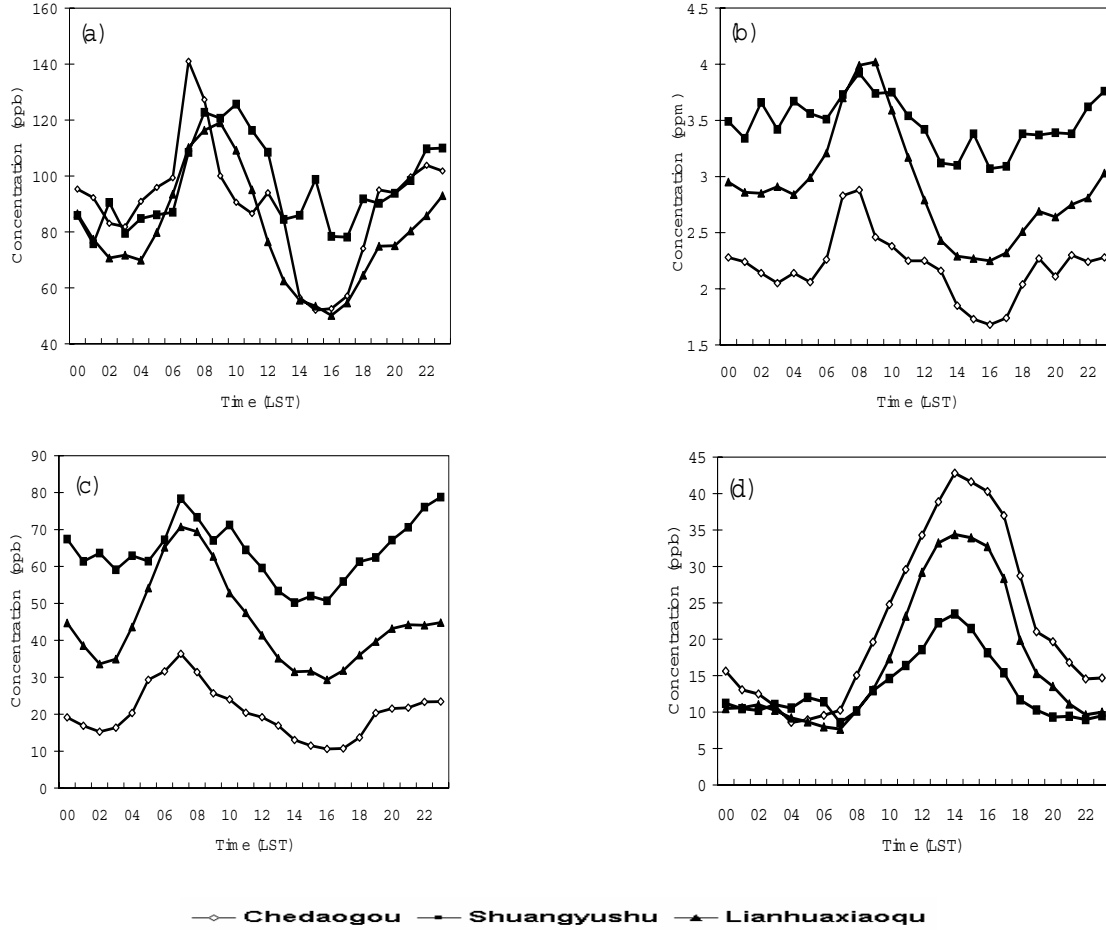 (a)
Concentration (ppb)
160
140
120
100
80
60
40
00 02 04 06 08 10 12 14 16 18 20 22
Time (LST)
(b)
Concentration (ppm)
4.5
4
3.5
3
2.5
2
1.5
00 02 04 06 08 10 12 14 16 18 20 22
Time (LST)
(c)
Concentration (ppb)
90
80
70
60
50
40
30
20
10
0
00 02 04 06 08 10 12 14 16 18 20 22
Time (LST)
(d)
Concentration (ppb)
45
40
35
30
25
20
15
10
5
0
00 02 04 06 08 10 12 14 16 18 20 22
Time (LST)
Chedaogou Shuangyushu Lianhuaxiaoqu